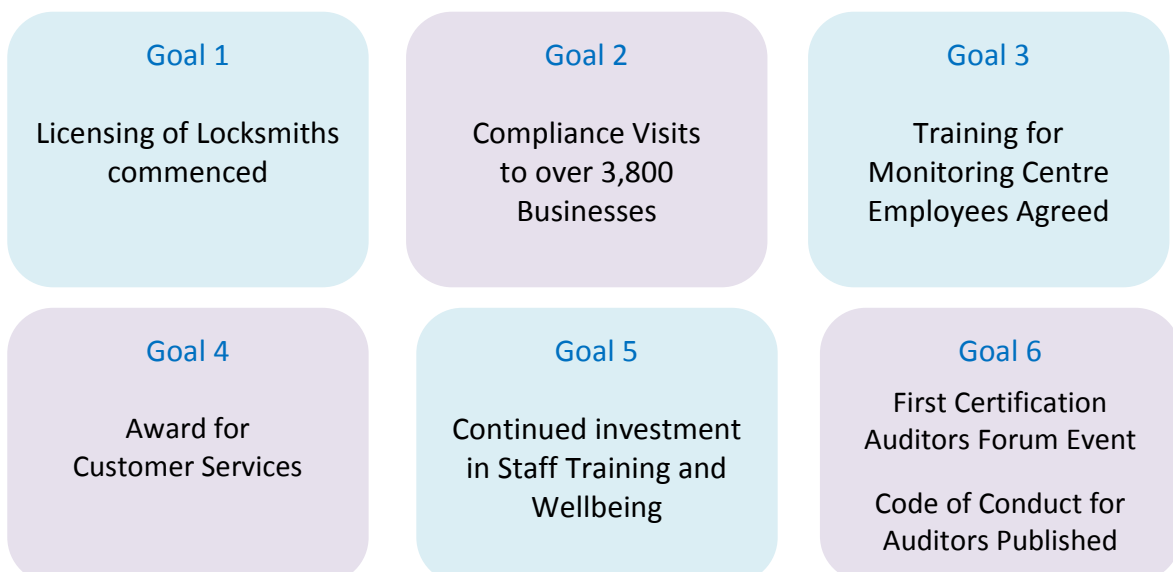 Goal 1
Licensing of Locksmiths
commenced
Goal 2
Compliance Visits
to over 3,800
Businesses
Goal 3
Training for
Monitoring Centre
Employees Agreed
Goal 4
Award for
Customer Services
Goal 5
Continued investment
in Staff Training and
Wellbeing
Goal 6
First Certification
Auditors Forum Event
Code of Conduct for
Auditors Published